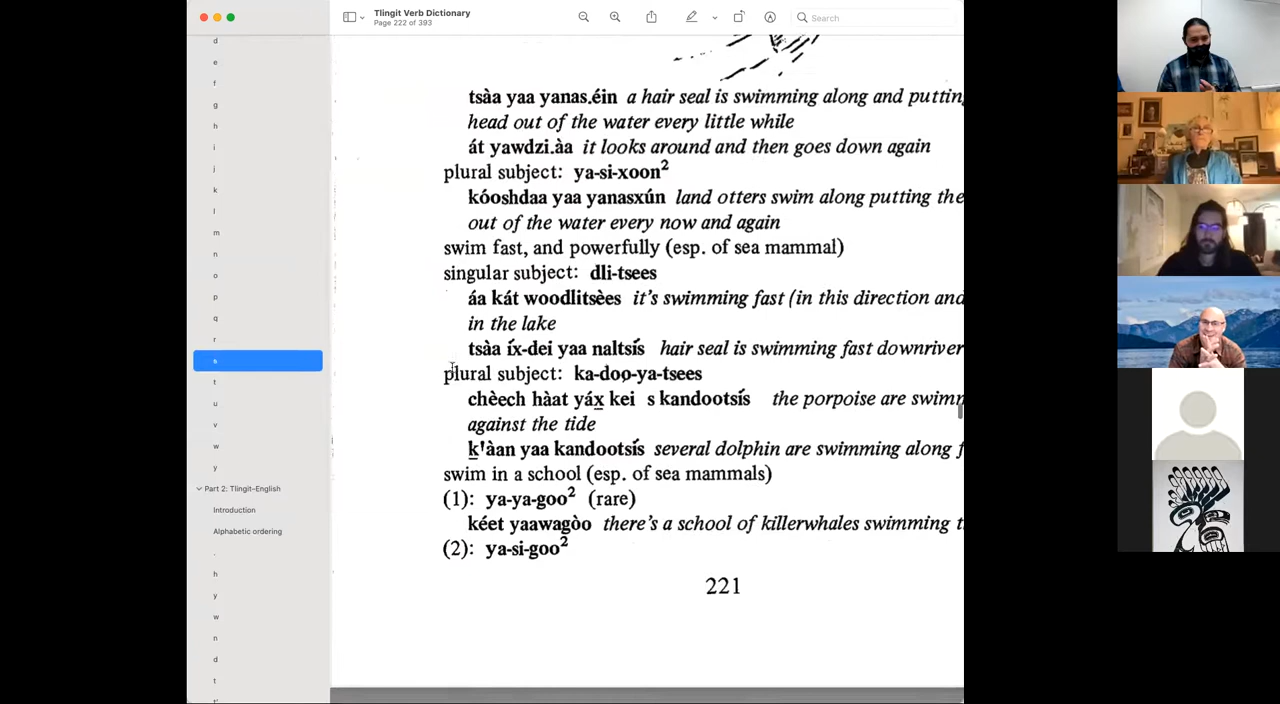 Tlingit Verb Dictionary
Page 222 of 393
Search
d
e
f
g
h
i
j
k
l
m
n
o
p
q
r
s
t
u
v
w
y
Part 2: Tlingit–English
Introduction
Alphabetic ordering
.
h
y
w
n
d
t
t'
tsàa yaa yanas.éin a hair seal is swimming along and puttin
head out of the water every little while
át yawdzi.àa it looks around and then goes down again
plural subject: ya-si-xoon²
kóoshdaa yaa yanasxún land otters swim along putting the
out of the water every now and again
swim fast, and powerfully (esp. of sea mammal)
singular subject: dli-tsees
áa kát woodlitsèes it's swimming fast (in this direction and
in the lake
tsàa íx-dei yaa naltsís hair seal is swimming fast downriver
plural subject: ka-doo-ya-tsees
chèech hàat yáx̲ kei s kandootsís the porpoise are swimm
against the tide
k̲'àan yaa kandootsís several dolphin are swimming along f
swim in a school (esp. of sea mammals)
(1): ya-ya-goo² (rare)
kéet yaawagòo there's a school of killerwhales swimming t
(2): ya-si-goo²
221